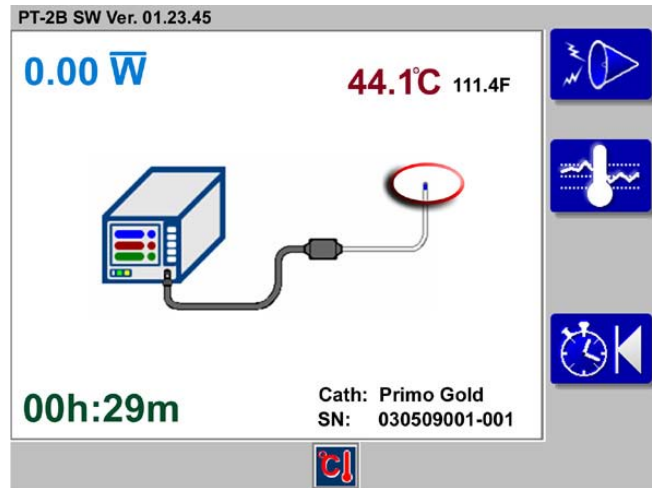 PT-2B SW Ver. 01.23.45
0.00 W̅
44.1°C 111.4F
00h:29m
Cath: Primo Gold
SN: 030509001-001
°C